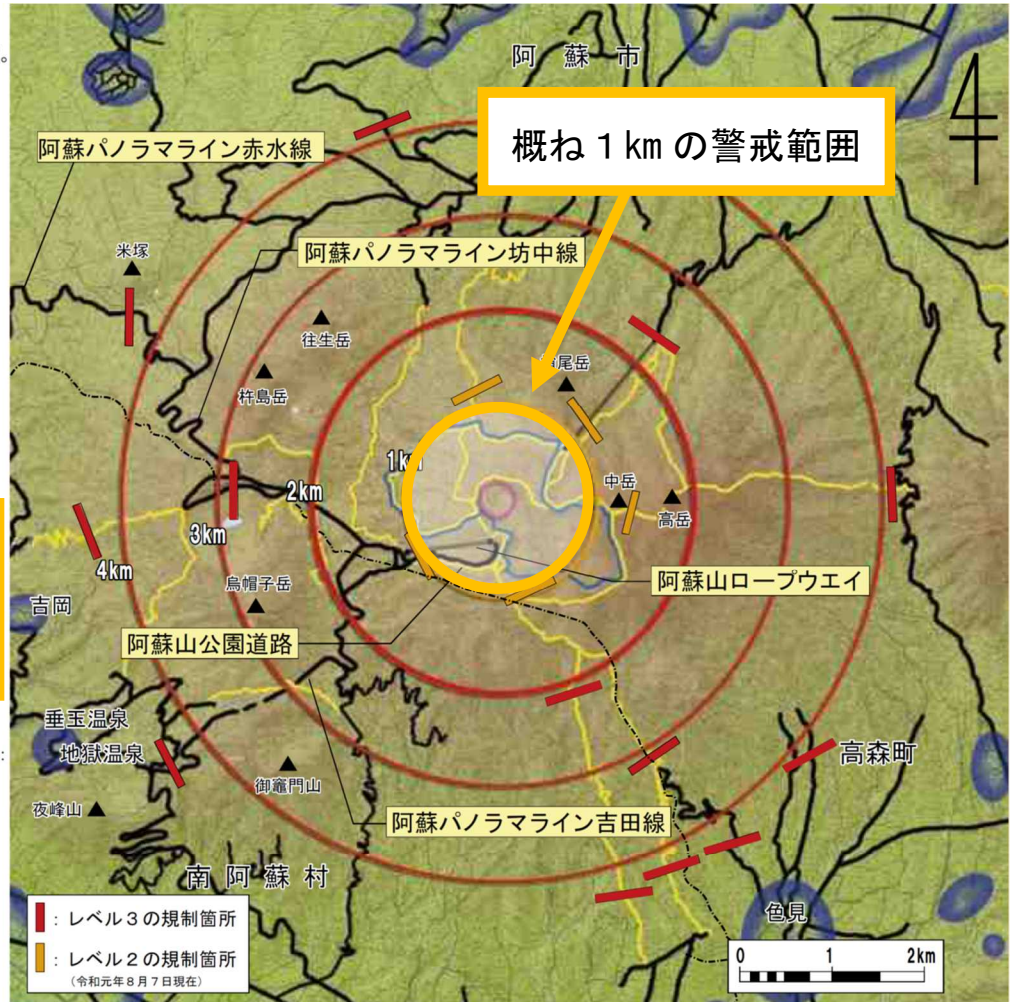 。
阿蘇市
概ね１kmの警戒範囲
阿蘇パノラマライン赤水線
阿蘇パノラマライン坊中線
米塚
往生岳
尾岳
杵島岳
1km
2km
中岳
高岳
3km
4km
阿蘇山ロープウエイ
烏帽子岳
吉岡
阿蘇山公園道路
垂玉温泉
地獄温泉
:
高森町
御竈門山
夜峰山
阿蘇パノラマライン吉田線
南阿蘇村
色見
：レベル３の規制箇所
：レベル２の規制箇所
（令和元年８月７日現在）
0 1 2km